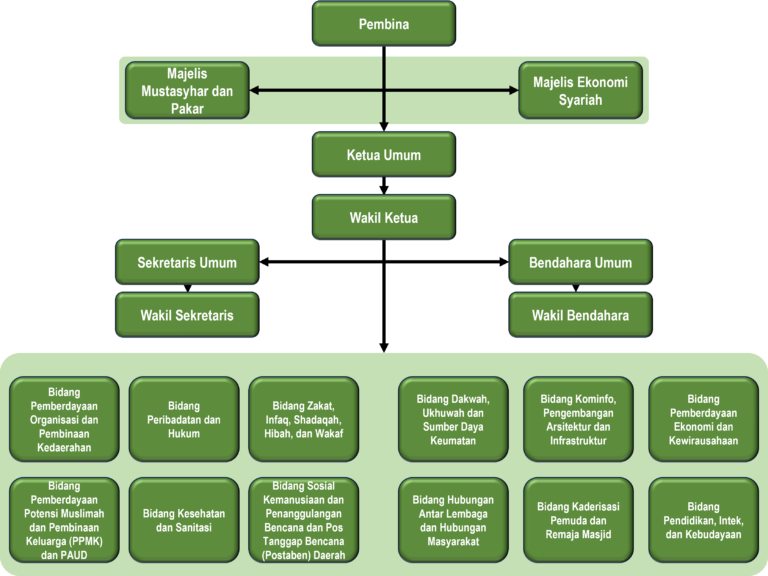 Pembina
Majelis
Mustasyhar dan
Pakar
Majelis Ekonomi
Syariah
Ketua Umum
Wakil Ketua
Sekretaris Umum
Bendahara Umum
Wakil Sekretaris
Wakil Bendahara
Bidang
Pemberdayaan
Organisasi dan
Pembinaan
Kedaerahan
Bidang
Peribadatan dan
Hukum
Bidang Zakat,
Infaq, Shadaqah,
Hibah, dan Wakaf
Bidang Dakwah,
Ukhuwah dan
Sumber Daya
Keumatan
Bidang Kominfo,
Pengembangan
Arsitektur dan
Infrastruktur
Bidang
Pemberdayaan
Ekonomi dan
Kewirausahaan
Bidang
Pemberdayaan
Potensi Muslimah
dan Pembinaan
Keluarga (PPMK)
dan PAUD
Bidang Kesehatan
dan Sanitasi
Bidang Sosial
Kemanusiaan dan
Penanggulangan
Bencana dan Pos
Tanggap Bencana
(Postaben) Daerah
Bidang Hubungan
Antar Lembaga
dan Hubungan
Masyarakat
Bidang Kaderisasi
Pemuda dan
Remaja Masjid
Bidang
Pendidikan, Intek,
dan Kebudayaan